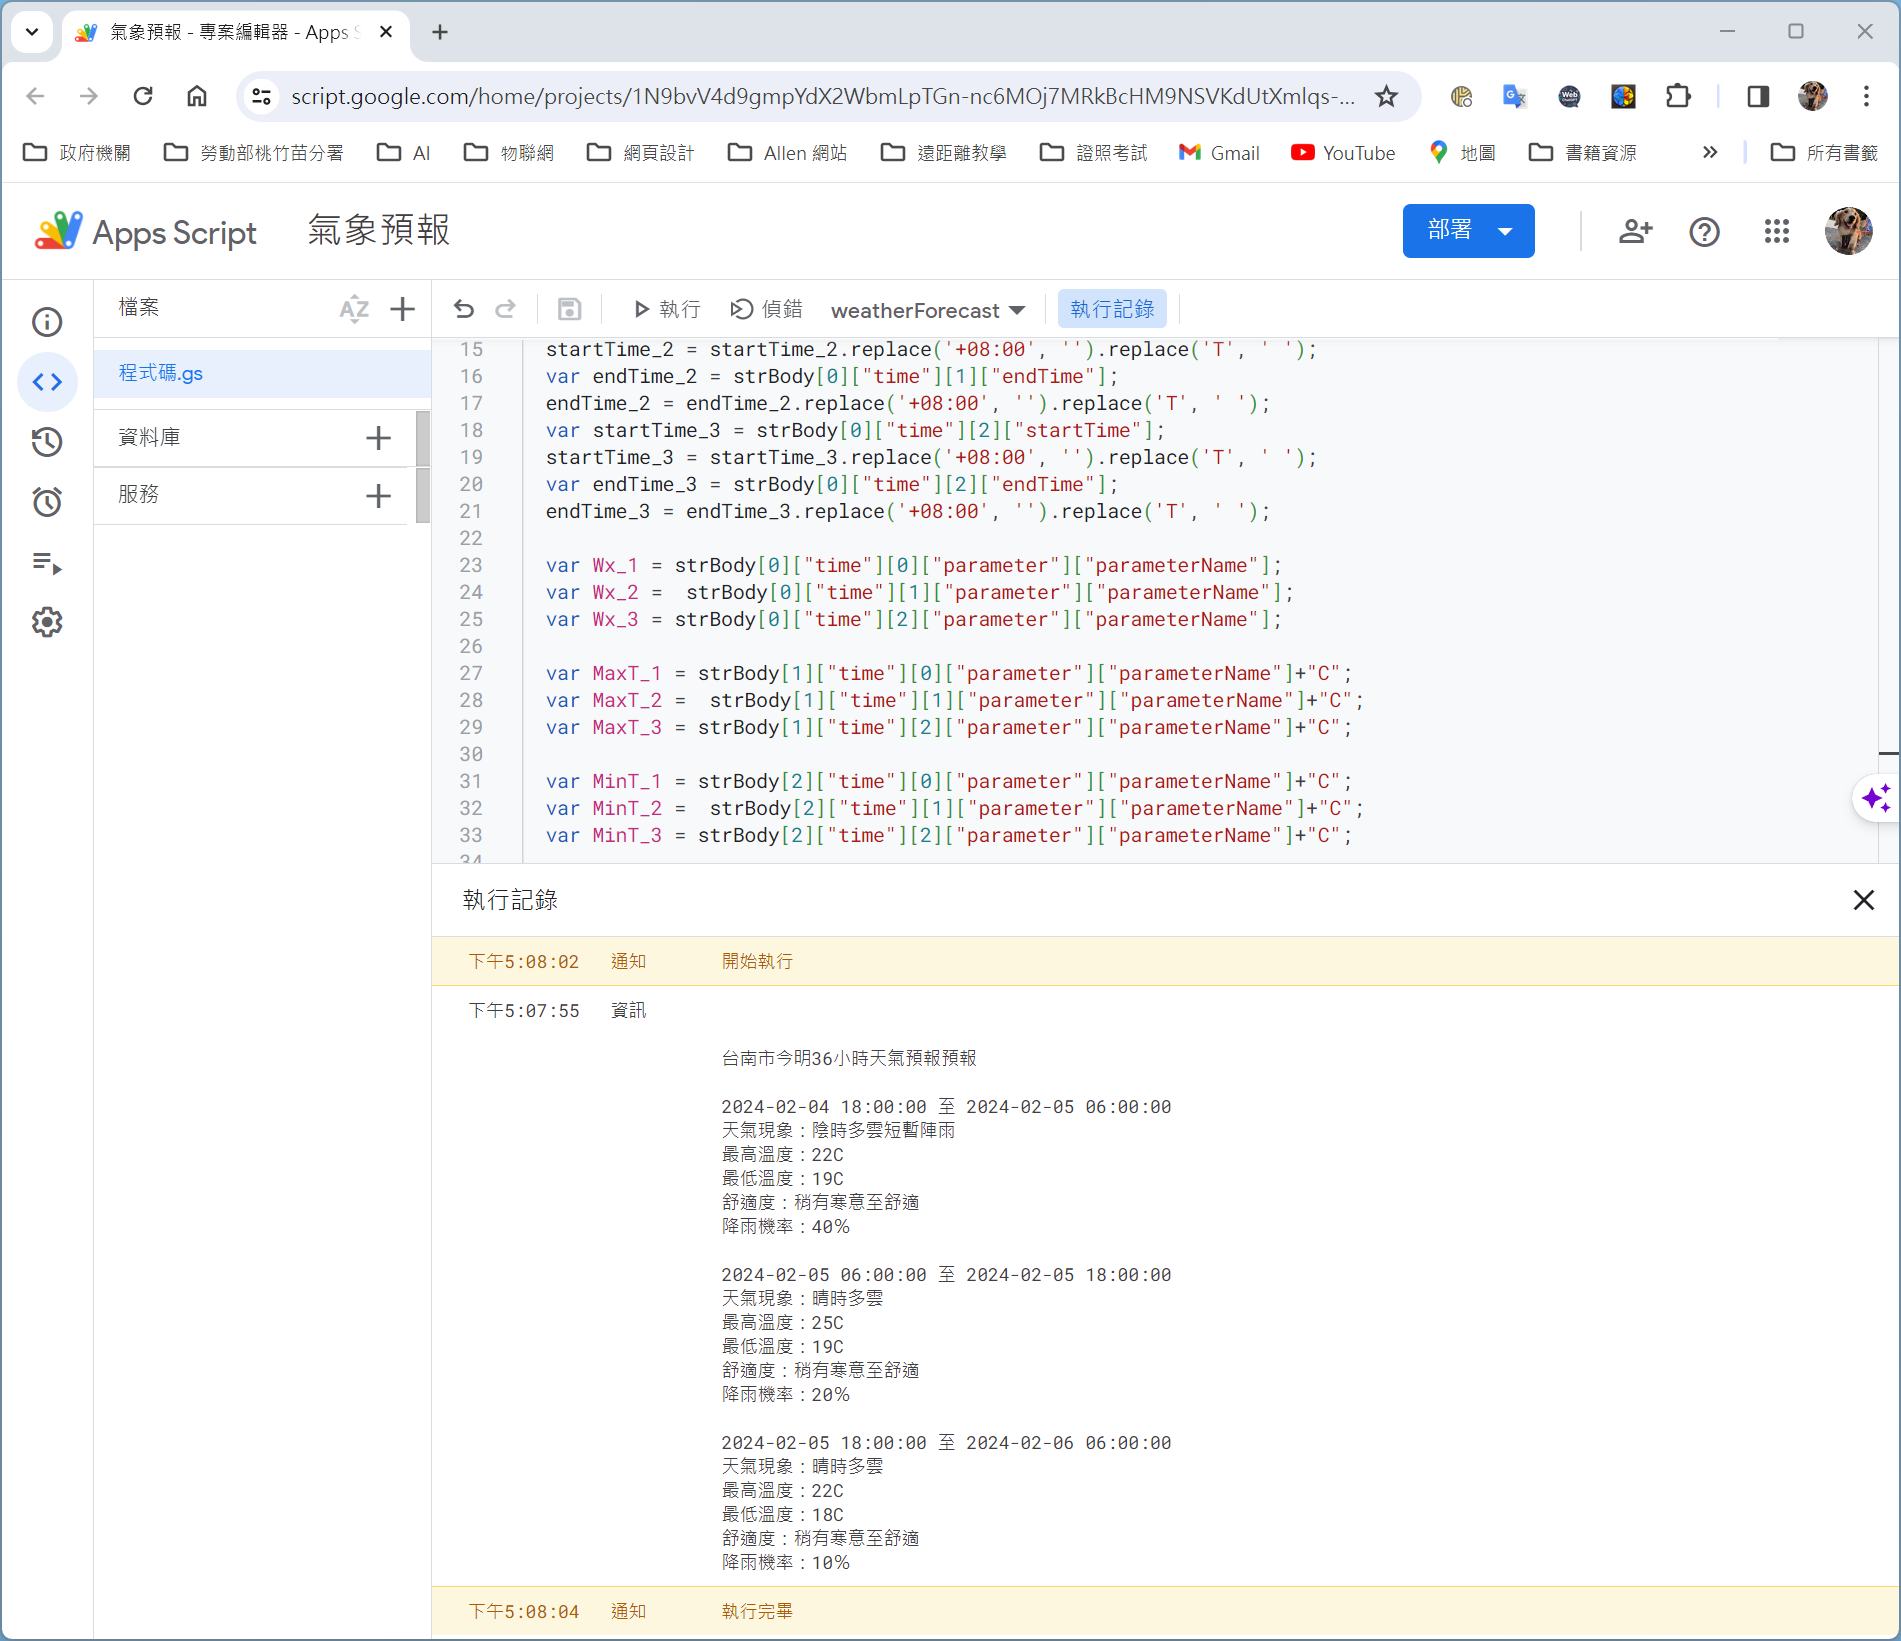 氣象預報 - 專案編輯器 - Apps S
script.google.com/home/projects/1N9bvV4d9gmpYdX2WbmLpTGn-nc6MOj7MRkBcHM9NSVKdUtXmlqs-...
政府機關 勞動部桃竹苗分署 AI 物聯網 網頁設計 Allen 網站 遠距離教學 證照考試 Gmail YouTube 地圖 書籍資源 » 所有書籤
Apps Script 氣象預報 部署
檔案 AZ
執行 偵錯 weatherForecast 執行記錄
程式碼.gs
資料庫
服務
15 startTime_2 = startTime_2.replace('+08:00', '').replace('T', ' ');
16 var endTime_2 = strBody[0]["time"][1]["endTime"];
17 endTime_2 = endTime_2.replace('+08:00', '').replace('T', ' ');
18 var startTime_3 = strBody[0]["time"][2]["startTime"];
19 startTime_3 = startTime_3.replace('+08:00', '').replace('T', ' ');
20 var endTime_3 = strBody[0]["time"][2]["endTime"];
21 endTime_3 = endTime_3.replace('+08:00', '').replace('T', ' ');
22
23 var Wx_1 = strBody[0]["time"][0]["parameter"]["parameterName"];
24 var Wx_2 =  strBody[0]["time"][1]["parameter"]["parameterName"];
25 var Wx_3 = strBody[0]["time"][2]["parameter"]["parameterName"];
26
27 var MaxT_1 = strBody[1]["time"][0]["parameter"]["parameterName"]+"C";
28 var MaxT_2 =  strBody[1]["time"][1]["parameter"]["parameterName"]+"C";
29 var MaxT_3 = strBody[1]["time"][2]["parameter"]["parameterName"]+"C";
30
31 var MinT_1 = strBody[2]["time"][0]["parameter"]["parameterName"]+"C";
32 var MinT_2 =  strBody[2]["time"][1]["parameter"]["parameterName"]+"C";
33 var MinT_3 = strBody[2]["time"][2]["parameter"]["parameterName"]+"C";
34
執行記錄
下午5:08:02 通知 開始執行
下午5:07:55 資訊
台南市今明36小時天氣預報預報
2024-02-04 18:00:00 至 2024-02-05 06:00:00
天氣現象：陰時多雲短暫陣雨
最高溫度：22C
最低溫度：19C
舒適度：稍有寒意至舒適
降雨機率：40%
2024-02-05 06:00:00 至 2024-02-05 18:00:00
天氣現象：晴時多雲
最高溫度：25C
最低溫度：19C
舒適度：稍有寒意至舒適
降雨機率：20%
2024-02-05 18:00:00 至 2024-02-06 06:00:00
天氣現象：晴時多雲
最高溫度：22C
最低溫度：18C
舒適度：稍有寒意至舒適
降雨機率：10%
下午5:08:04 通知 執行完畢